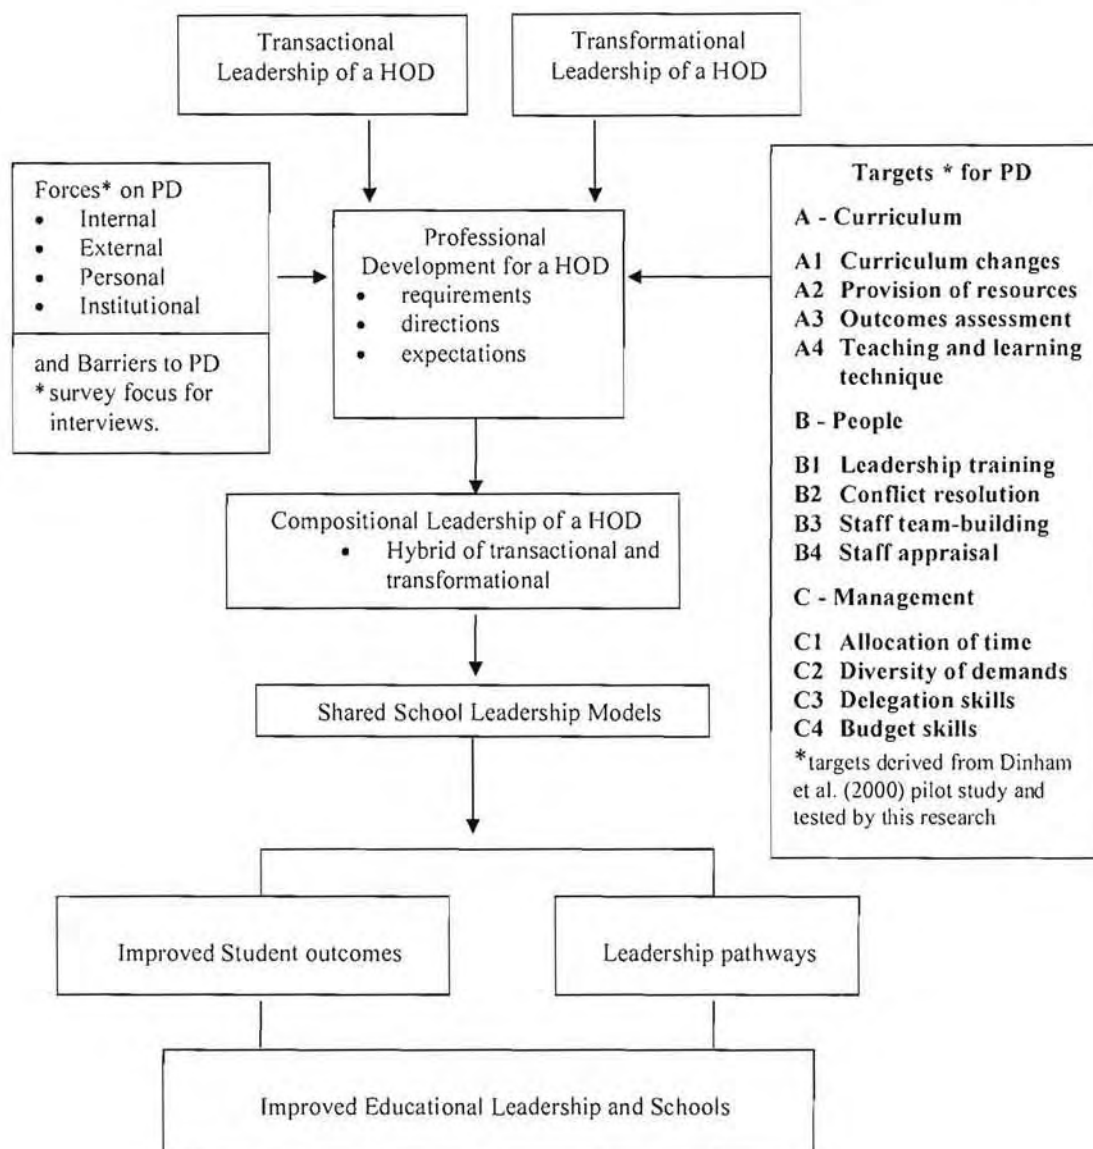 Transactional
Leadership of a HOD
Transformational
Leadership of a HOD
Forces* on PD
• Internal
• External
• Personal
• Institutional
and Barriers to PD
* survey focus for
interviews.
Professional
Development for a HOD
• requirements
• directions
• expectations
Targets * for PD
A - Curriculum
A1 Curriculum changes
A2 Provision of resources
A3 Outcomes assessment
A4 Teaching and learning
technique
B - People
B1 Leadership training
B2 Conflict resolution
B3 Staff team-building
B4 Staff appraisal
C - Management
C1 Allocation of time
C2 Diversity of demands
C3 Delegation skills
C4 Budget skills
*targets derived from Dinham
et al. (2000) pilot study and
tested by this research
Compositional Leadership of a HOD
• Hybrid of transactional and
transformational
Shared School Leadership Models
Improved Student outcomes
Leadership pathways
Improved Educational Leadership and Schools